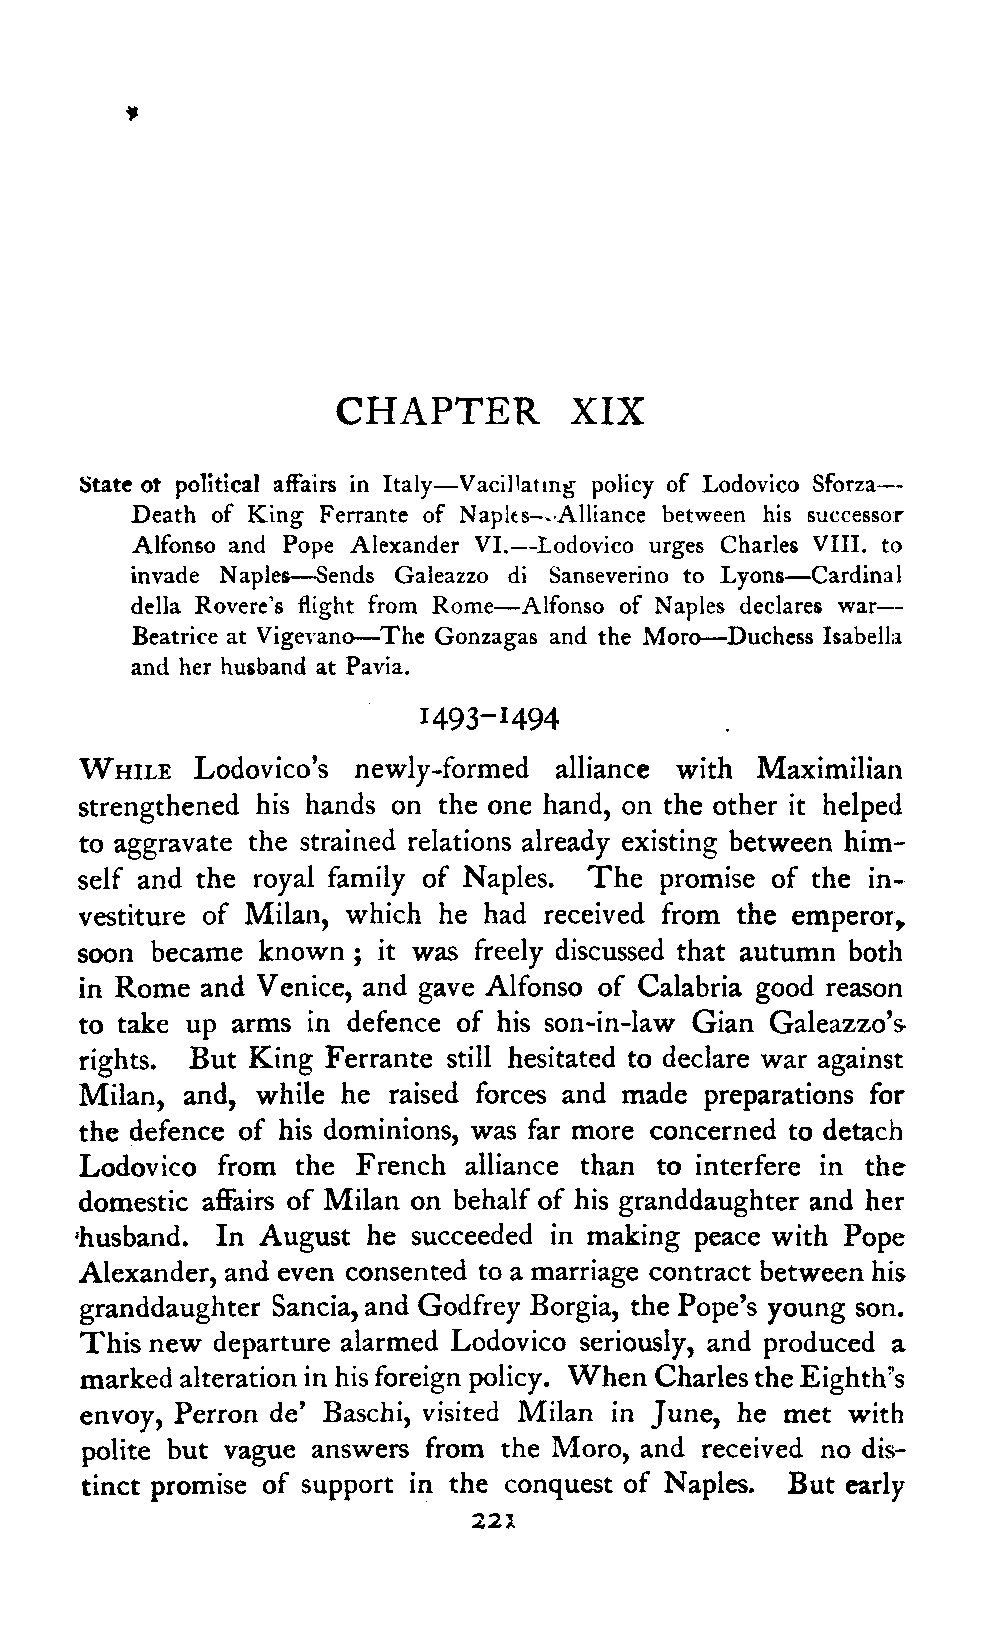 CHAPTER XIX
State of political affairs in Italy—Vacillating policy of Lodovico Sforza—
Death of King Ferrante of Naples—Alliance between his successor
Alfonso and Pope Alexander VI.—Lodovico urges Charles VIII. to
invade Naples—Sends Galeazzo di Sanseverino to Lyons—Cardinal
della Rovere's flight from Rome—Alfonso of Naples declares war—
Beatrice at Vigevano—The Gonzagas and the Moro—Duchess Isabella
and her husband at Pavia.
1493–1494
WHILE Lodovico's newly-formed alliance with Maximilian
strengthened his hands on the one hand, on the other it helped
to aggravate the strained relations already existing between him-
self and the royal family of Naples. The promise of the in-
vestiture of Milan, which he had received from the emperor,
soon became known ; it was freely discussed that autumn both
in Rome and Venice, and gave Alfonso of Calabria good reason
to take up arms in defence of his son-in-law Gian Galeazzo's
rights. But King Ferrante still hesitated to declare war against
Milan, and, while he raised forces and made preparations for
the defence of his dominions, was far more concerned to detach
Lodovico from the French alliance than to interfere in the
domestic affairs of Milan on behalf of his granddaughter and her
husband. In August he succeeded in making peace with Pope
Alexander, and even consented to a marriage contract between his
granddaughter Sancia, and Godfrey Borgia, the Pope's young son.
This new departure alarmed Lodovico seriously, and produced a
marked alteration in his foreign policy. When Charles the Eighth's
envoy, Perron de' Baschi, visited Milan in June, he met with
polite but vague answers from the Moro, and received no dis-
tinct promise of support in the conquest of Naples. But early
221